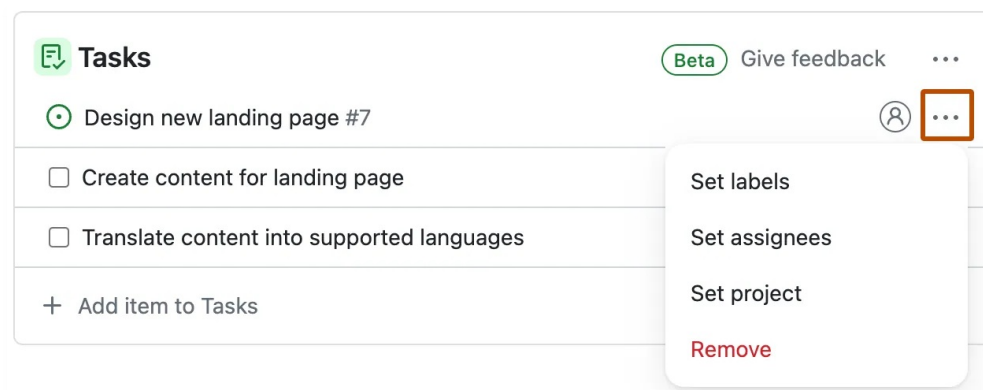 Tasks Beta Give feedback
Design new landing page #7
Create content for landing page
Set labels
Translate content into supported languages
Set assignees
Add item to Tasks
Set project
Remove